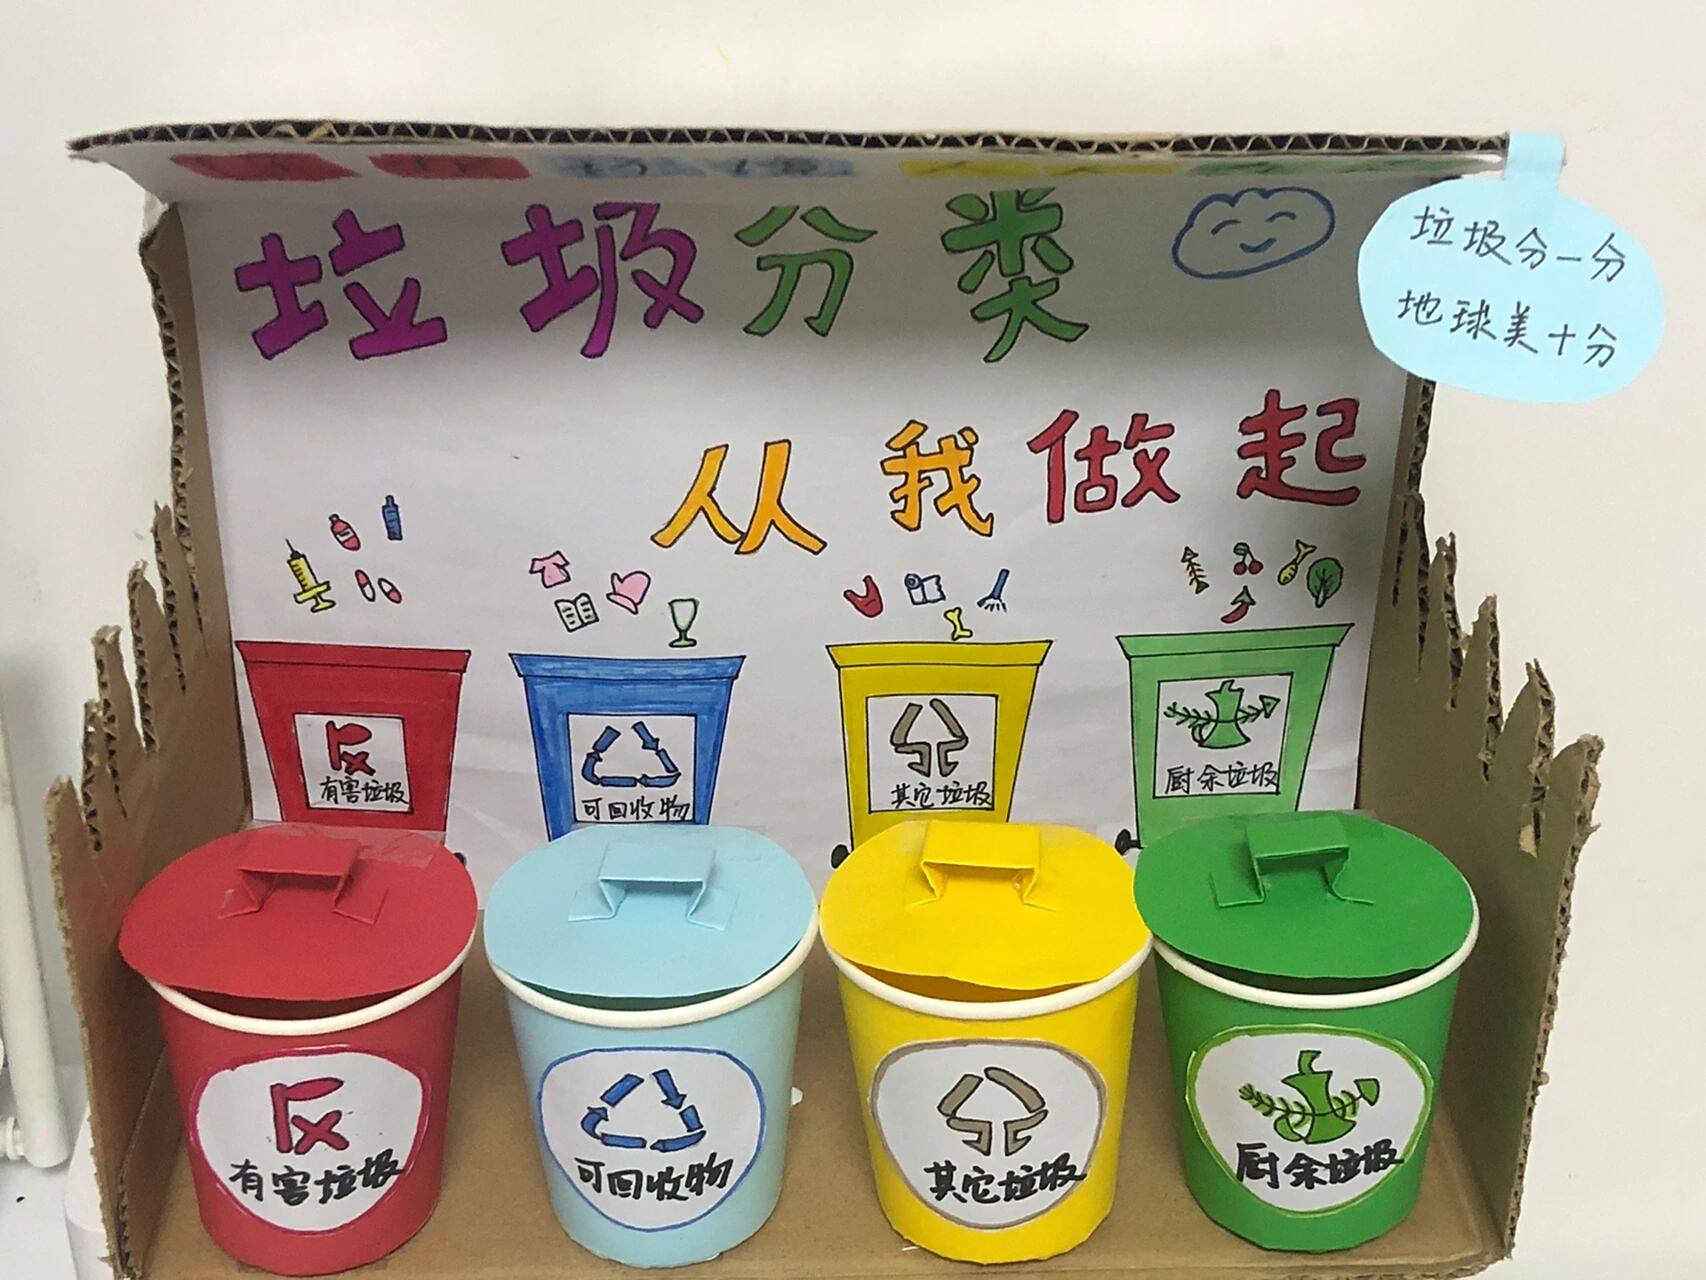 垃圾分类
垃圾分一分
地球美十分
从我做起
有害垃圾
可回收物
其它垃圾
厨余垃圾
有害垃圾
可回收物
其它垃圾
厨余垃圾